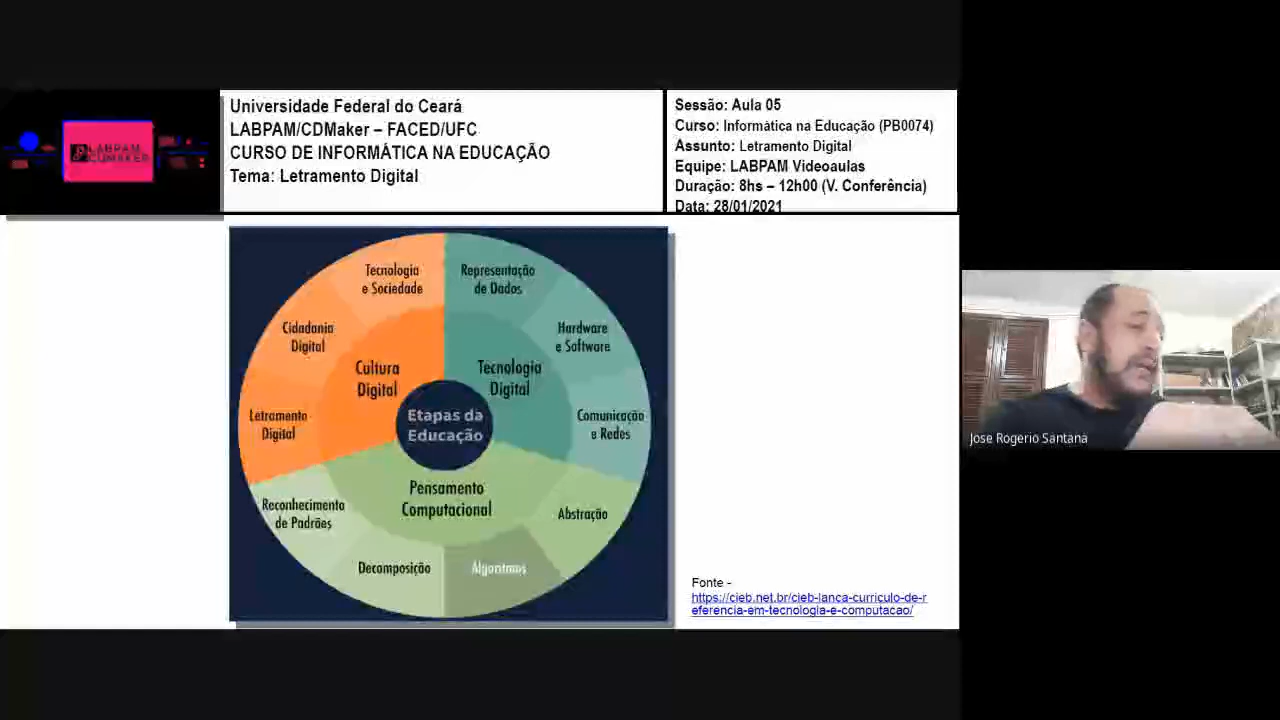 Universidade Federal do Ceará
LABPAM/CDMaker – FACED/UFC
CURSO DE INFORMÁTICA NA EDUCAÇÃO
Tema: Letramento Digital
Sessão: Aula 05
Curso: Informática na Educação (PB0074)
Assunto: Letramento Digital
Equipe: LABPAM Videoaulas
Duração: 8hs – 12h00 (V. Conferência)
Data: 28/01/2021
LABPAM
CDMAKER
Tecnologia
e Sociedade
Representação
de Dados
Cidadania
Digital
Hardware
e Software
Cultura
Digital
Tecnologia
Digital
Letramento
Digital
Etapas da
Educação
Comunicação
e Redes
Pensamento
Computacional
Reconhecimento
de Padrões
Abstração
Decomposição
Algoritmos
Fonte -
https://cieb.net.br/cieb-lanca-curriculo-de-r
eferencia-em-tecnologia-e-computacao/
Jose Rogerio Santana